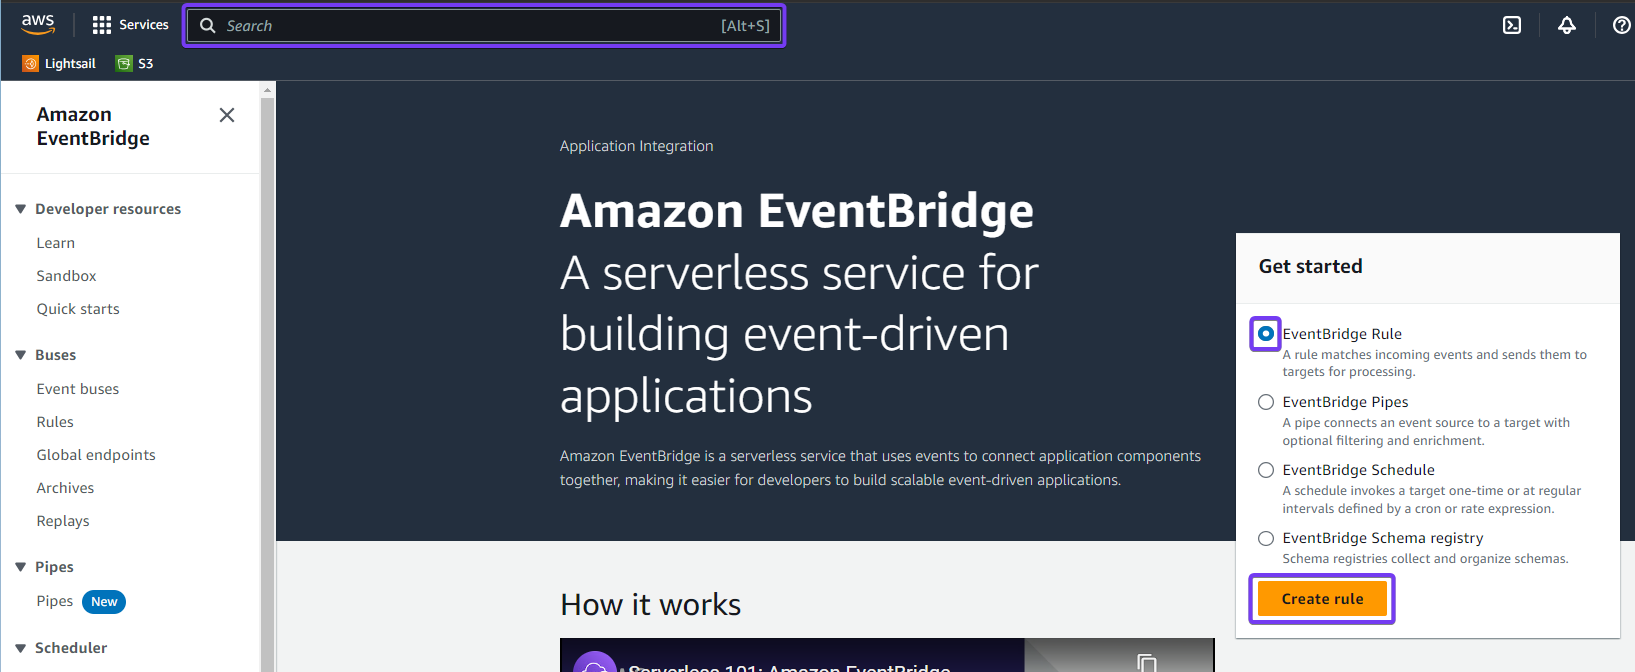 aws
Services
Search
[Alt+S]
Lightsail
S3
Amazon
EventBridge
Developer resources
Learn
Sandbox
Quick starts
Buses
Event buses
Rules
Global endpoints
Archives
Replays
Pipes
Pipes New
Scheduler
Application Integration
Amazon EventBridge
A serverless service for
building event-driven
applications
Amazon EventBridge is a serverless service that uses events to connect application components
together, making it easier for developers to build scalable event-driven applications.
Get started
EventBridge Rule
A rule matches incoming events and sends them to
targets for processing.
EventBridge Pipes
A pipe connects an event source to a target with
optional filtering and enrichment.
EventBridge Schedule
A schedule invokes a target one-time or at regular
intervals defined by a cron or rate expression.
EventBridge Schema registry
Schema registries collect and organize schemas.
Create rule
How it works
Serverless 101: Amazon EventBridge